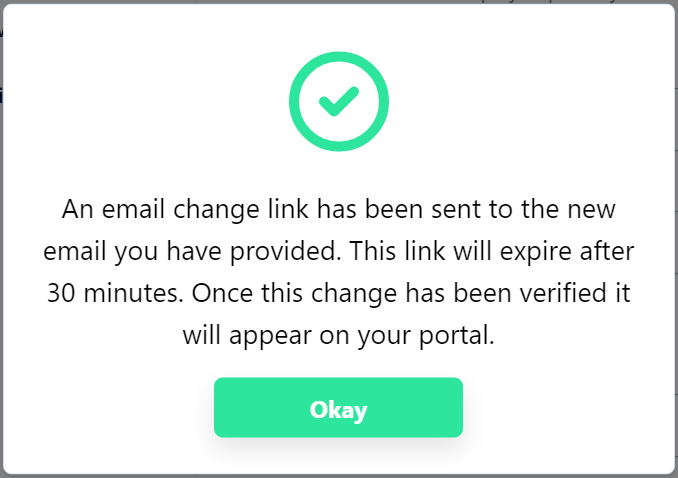 An email change link has been sent to the new
email you have provided. This link will expire after
30 minutes. Once this change has been verified it
will appear on your portal.
Okay